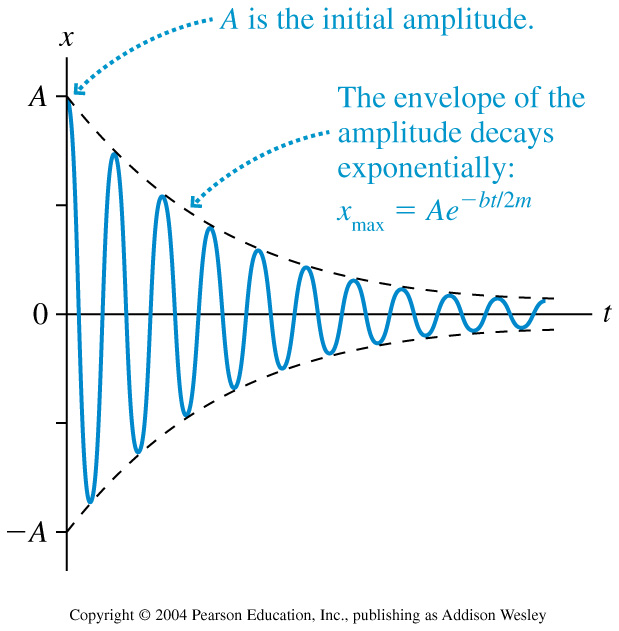 A is the initial amplitude.
x
A
The envelope of the
amplitude decays
exponentially:
x_max = Ae^{−bt/2m}
0
t
−A
Copyright © 2004 Pearson Education, Inc., publishing as Addison Wesley